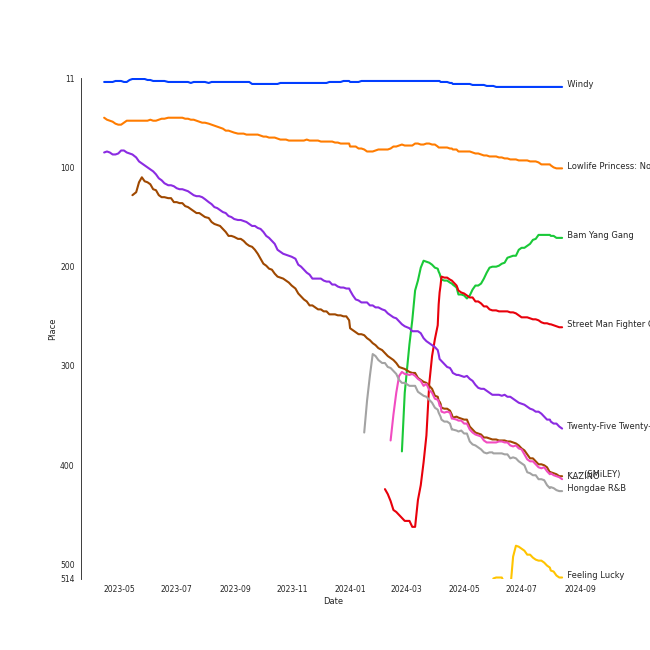 11
Windy
100
Lowlife Princess: No
Bam Yang Gang
200
Street Man Fighter
Place
300
Twenty-Five Twenty-
400
KAZINO
(SMiLEY)
Hongdae R&B
500
Feeling Lucky
514
2023-05 2023-07 2023-09 2023-11 2024-01 2024-03 2024-05 2024-07 2024-09
Date